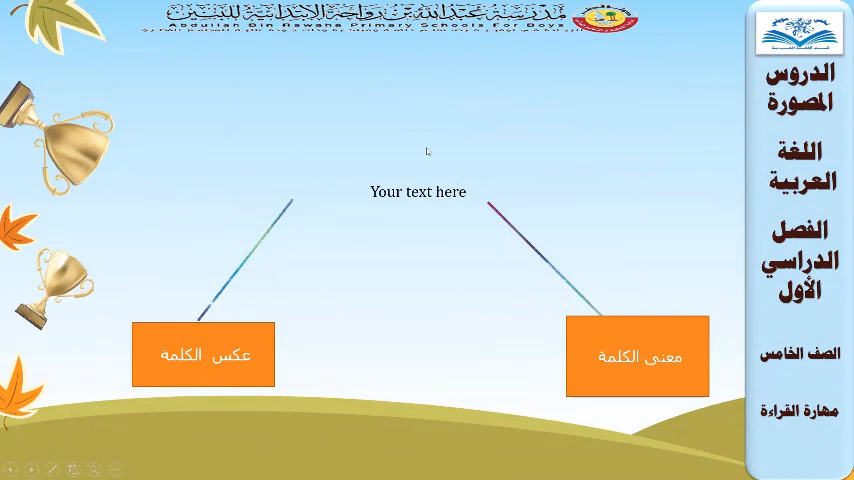 مدرسة عبدالله بن رواحة الابتدائية للبنين
Abdullah Bin Rawaha Primary Schools For Boys
Your text here
معنى الكلمة
عكس الكلمة
الدروس
المصورة
اللغة
العربية
الفصل
الدراسي
الأول
الصف الخامس
مهارة القراءة